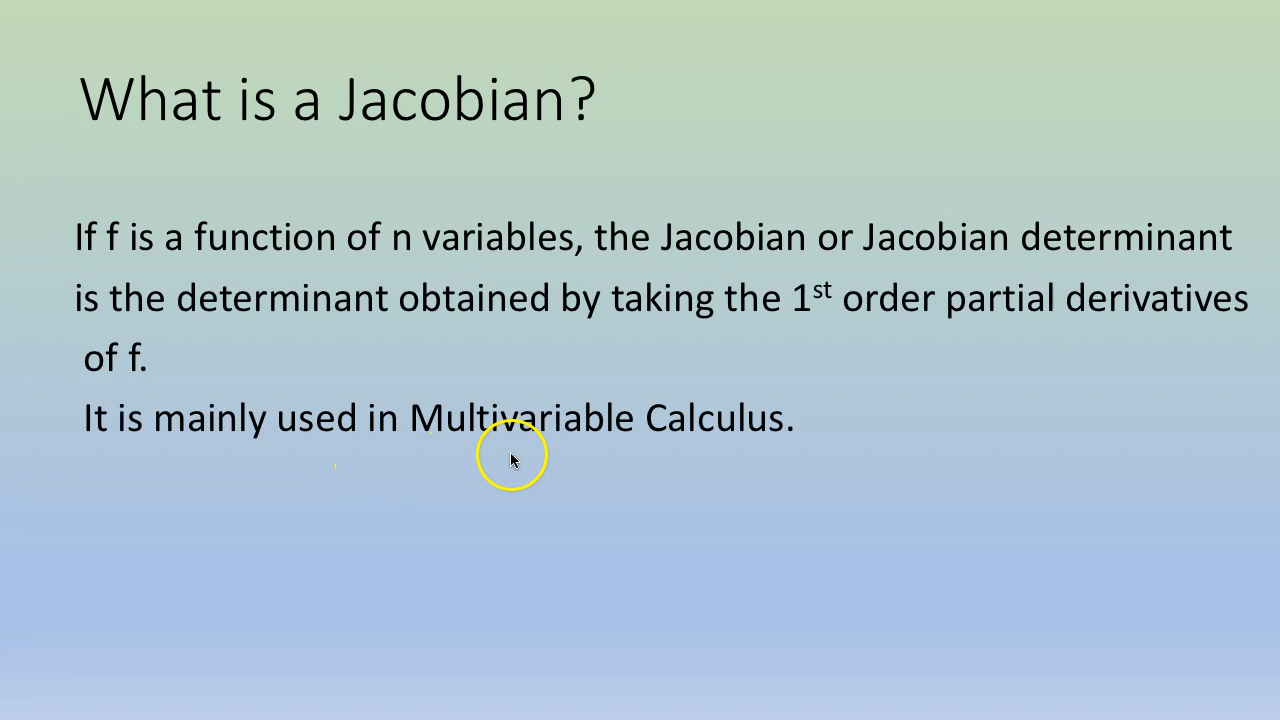 What is a Jacobian?
If f is a function of n variables, the Jacobian or Jacobian determinant
is the determinant obtained by taking the 1st order partial derivatives
of f.
It is mainly used in Multivariable Calculus.